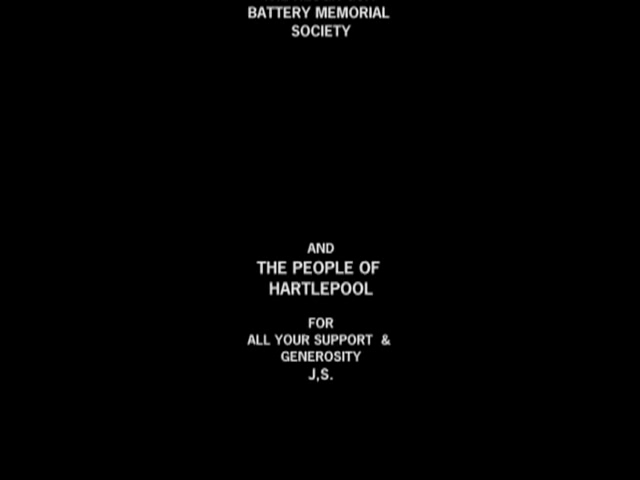 BATTERY MEMORIAL
SOCIETY
AND
THE PEOPLE OF
HARTLEPOOL
FOR
ALL YOUR SUPPORT &
GENEROSITY
J,S.